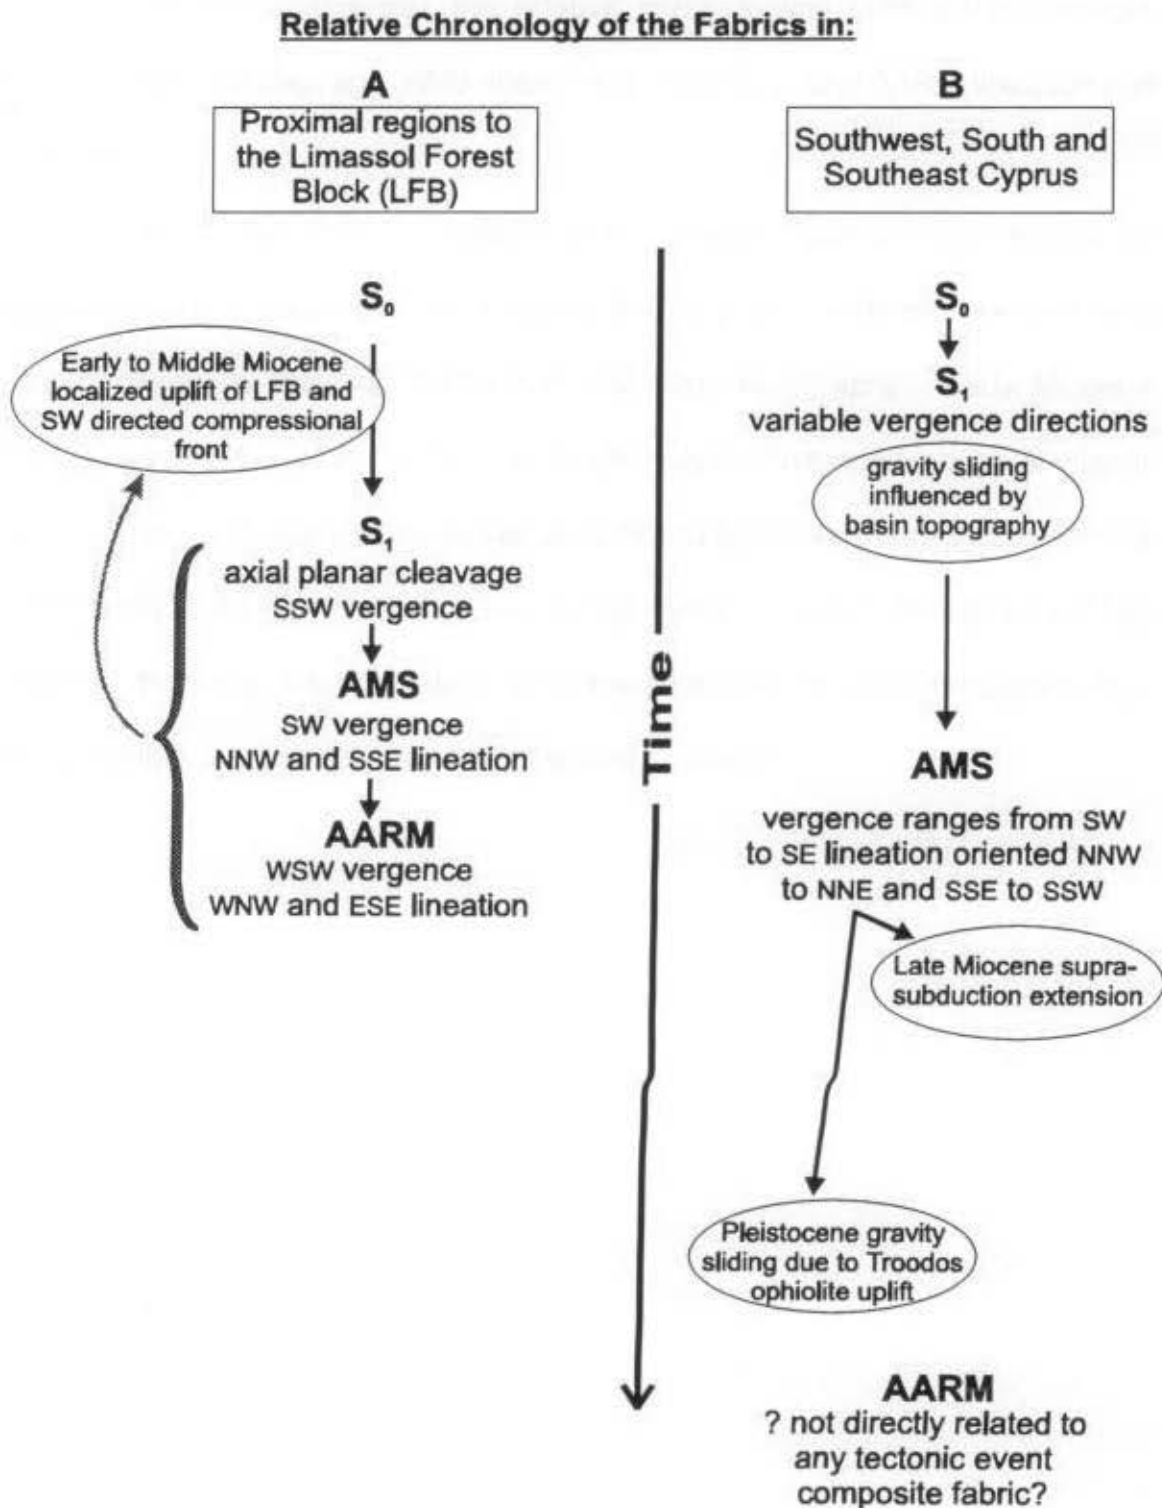 Relative Chronology of the Fabrics in:
A
Proximal regions to
the Limassol Forest
Block (LFB)
S₀
Early to Middle Miocene
localized uplift of LFB and
SW directed compressional
front
S₁
axial planar cleavage
SSW vergence
AMS
SW vergence
NNW and SSE lineation
AARM
WSW vergence
WNW and ESE lineation
Time
B
Southwest, South and
Southeast Cyprus
S₀
S₁
variable vergence directions
gravity sliding
influenced by
basin topography
AMS
vergence ranges from SW
to SE lineation oriented NNW
to NNE and SSE to SSW
Late Miocene supra-
subduction extension
Pleistocene gravity
sliding due to Troodos
ophiolite uplift
AARM
? not directly related to
any tectonic event
composite fabric?